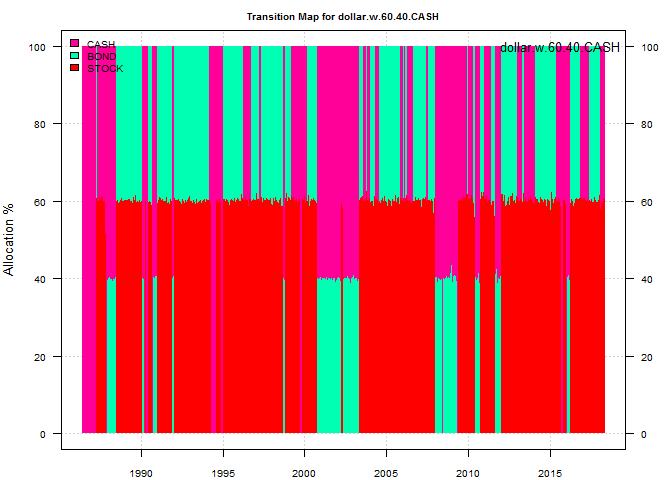 Transition Map for dollar.w.60.40.CASH
dollar.w.60.40.CASH
CASH
BOND
STOCK
Allocation %
100
80
60
40
20
0
100
80
60
40
20
0
1990 1995 2000 2005 2010 2015